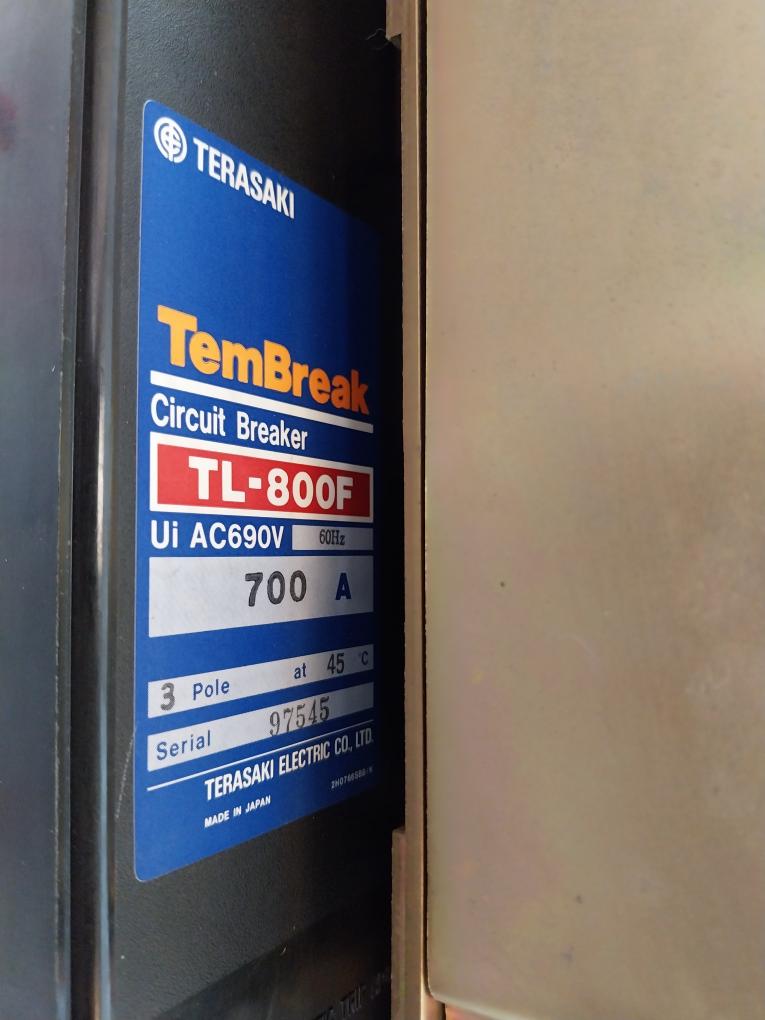 TERASAKI
TemBreak
Circuit Breaker
TL-800F
Ui AC690V 60Hz
700 A
3 Pole at 45 °C
Serial 97545
TERASAKI ELECTRIC CO., LTD.
MADE IN JAPAN